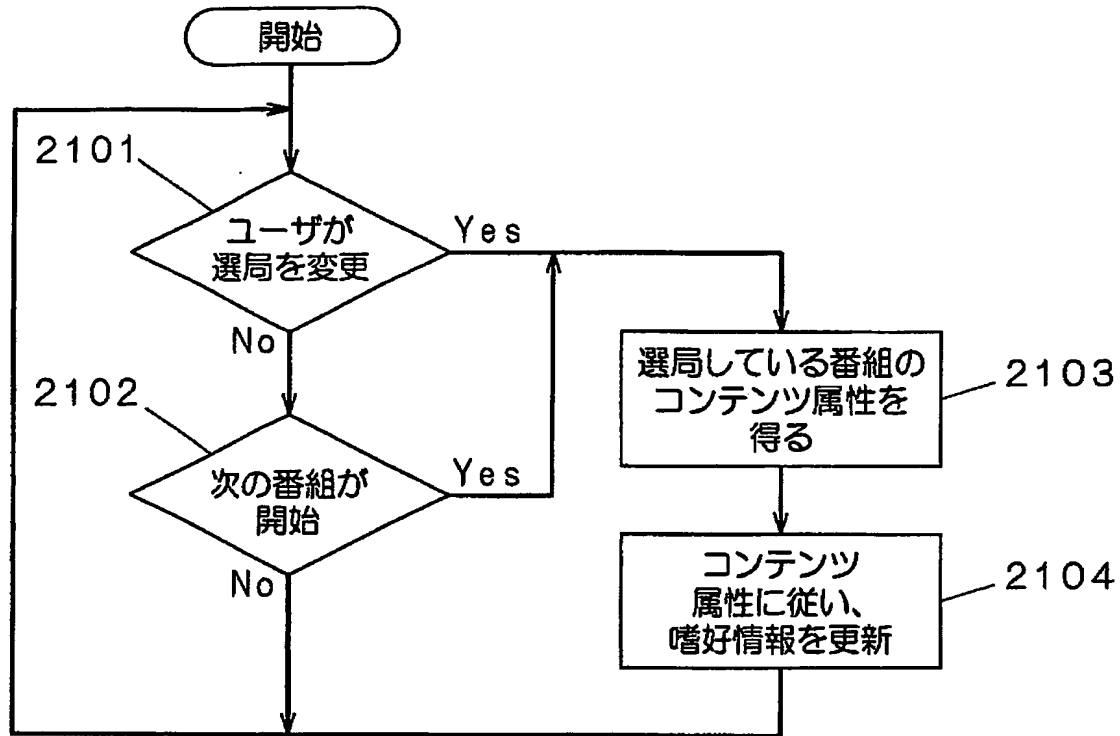 開始
2101
ユーザが
選局を変更
Yes
No
2102
次の番組が
開始
Yes
No
選局している番組の
コンテンツ属性を
得る
2103
コンテンツ
属性に従い、
嗜好情報を更新
2104